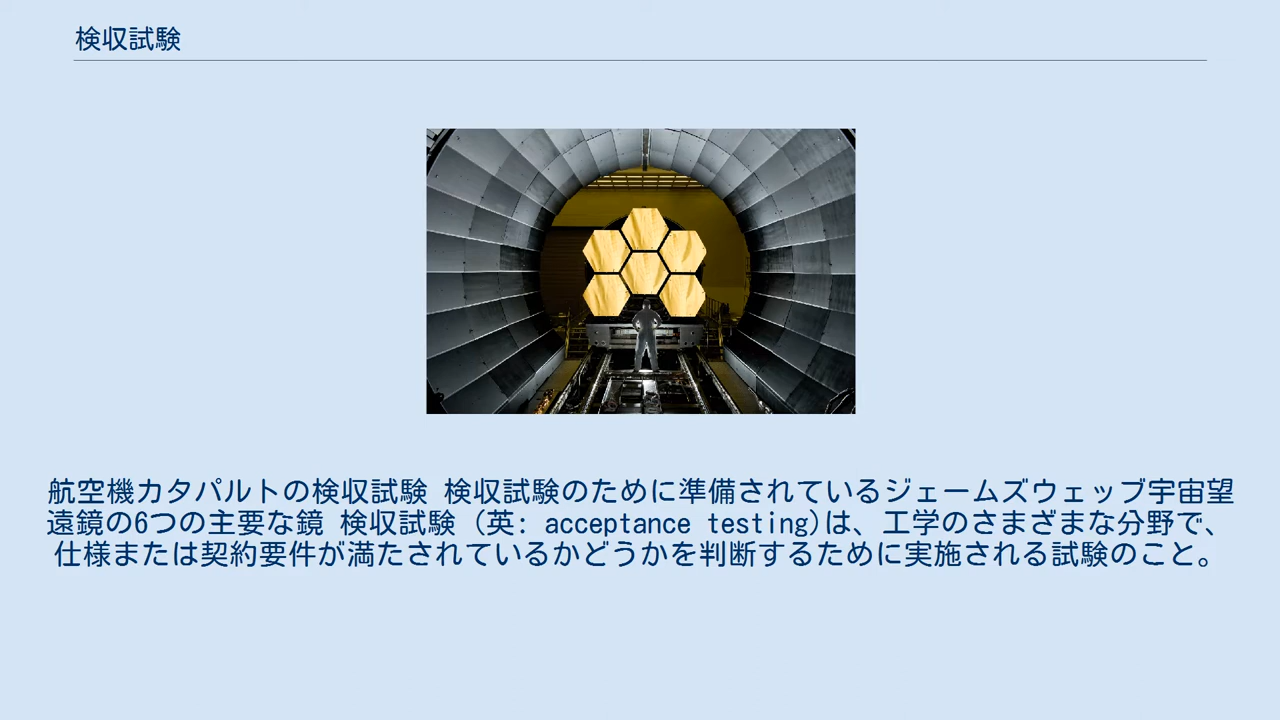 検収試験
航空機カタパルトの検収試験 検収試験のために準備されているジェームズウェッブ宇宙望
遠鏡の6つの主要な鏡 検収試験 (英: acceptance testing)は、工学のさまざまな分野で、
仕様または契約要件が満たされているかどうかを判断するために実施される試験のこと。